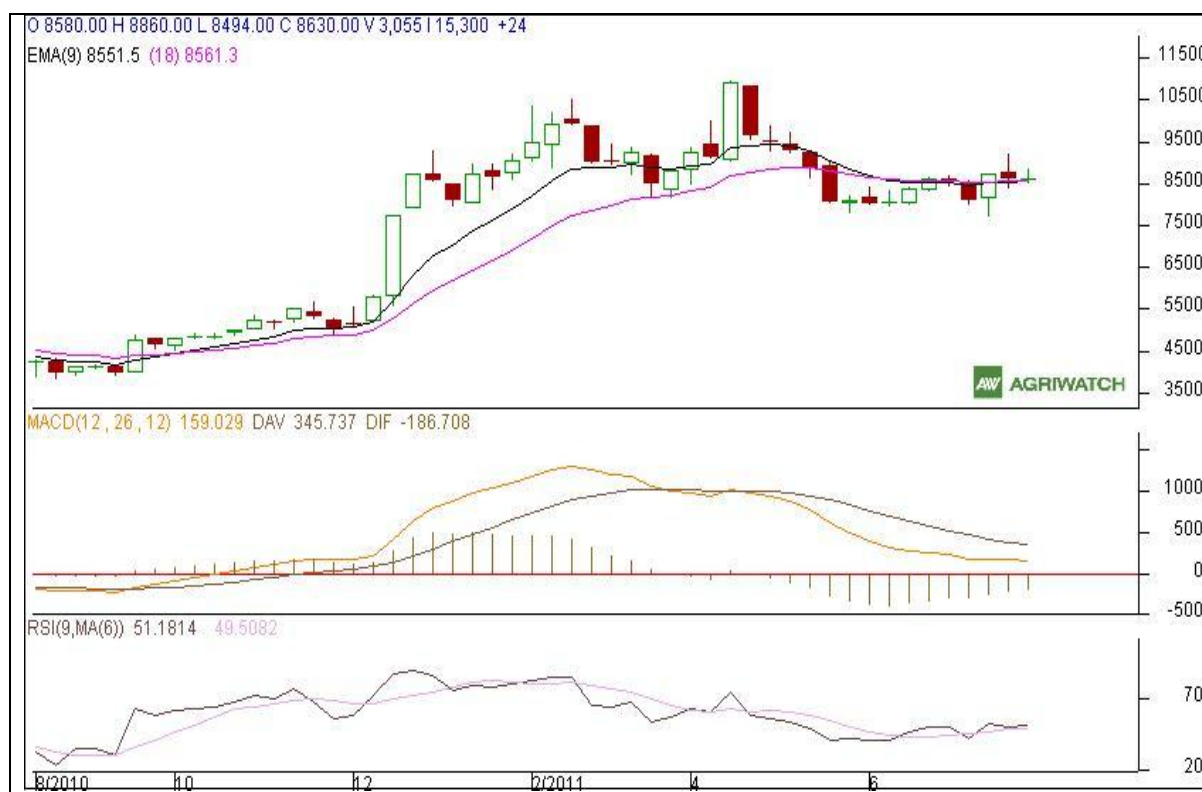 O 8580.00 H 8860.00 L 8494.00 C 8630.00 V 3,055 I 15,300 +24
EMA(9) 8551.5 (18) 8561.3
11500
10500
9500
8500
7500
6500
5500
4500
3500
AW AGRIWATCH
MACD(12, 26, 12) 159.029 DAV 345.737 DIF -186.708
1000
500
0
-500
RSI(9,MA(6)) 51.1814 49.5082
70
20
8/2010 10 12 2/2011 4 6